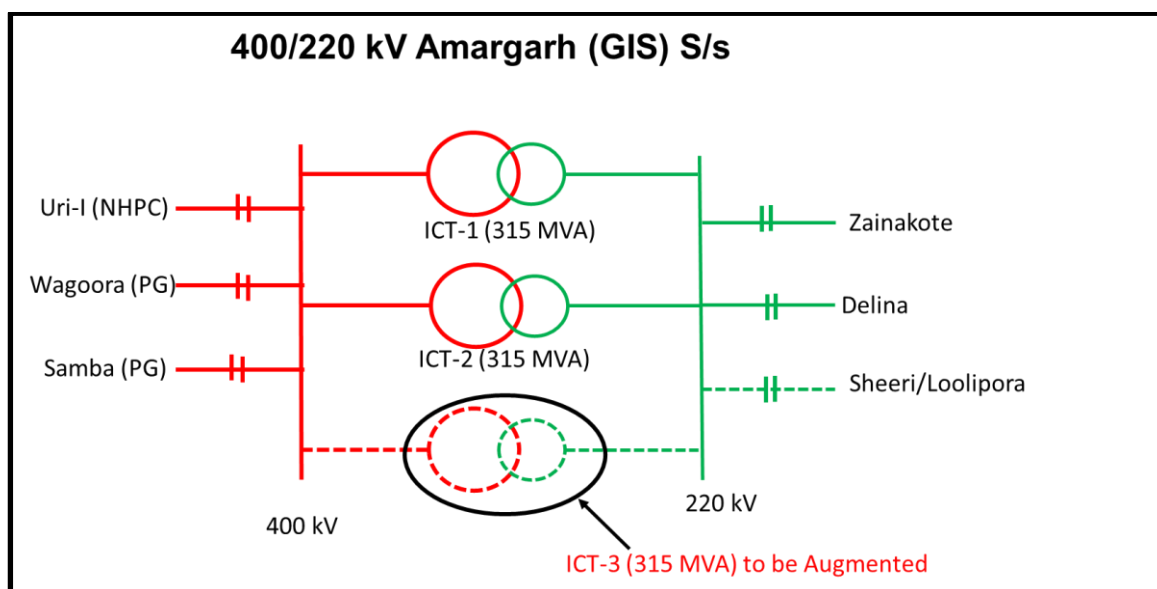 400/220 kV Amargarh (GIS) S/s
Uri-I (NHPC)
Wagoora (PG)
Samba (PG)
ICT-1 (315 MVA)
ICT-2 (315 MVA)
Zainakote
Delina
Sheeri/Loolipora
400 kV
220 kV
ICT-3 (315 MVA) to be Augmented